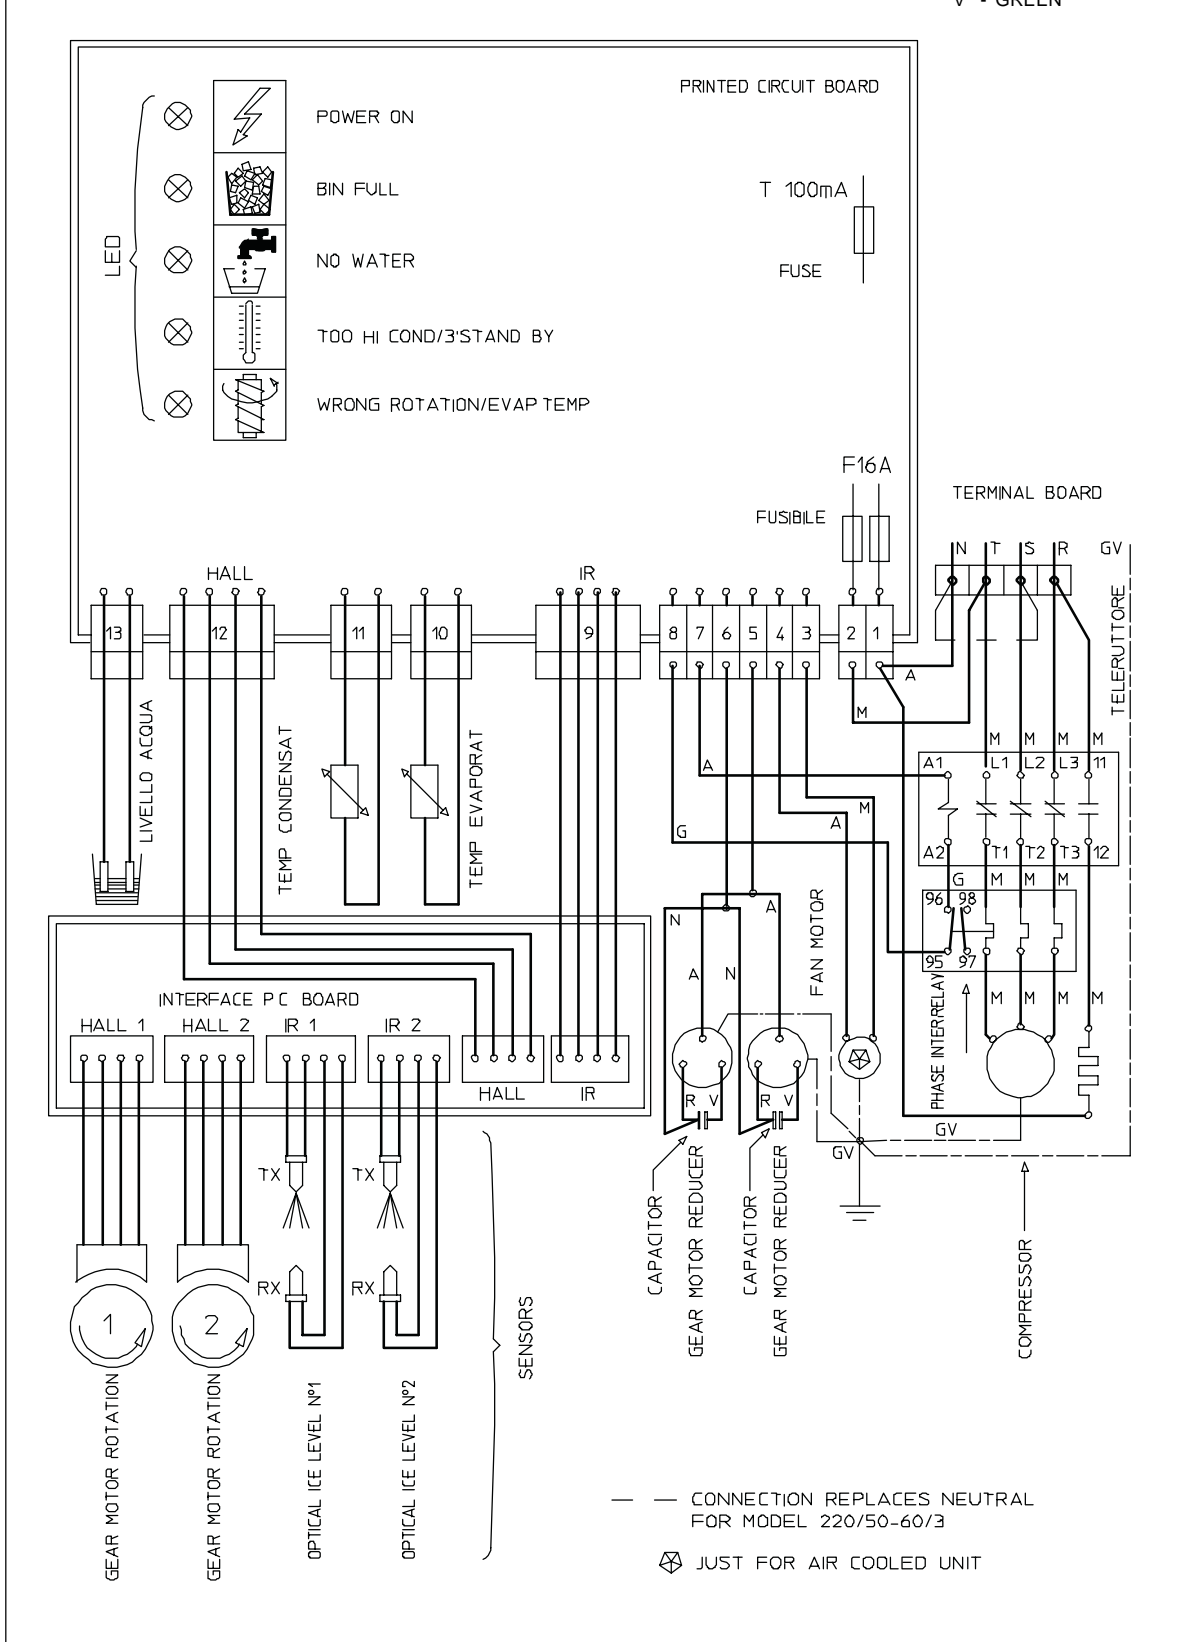 V - GREEN
PRINTED CIRCUIT BOARD
LED
POWER ON
BIN FULL
NO WATER
TOO HI COND/3'STAND BY
WRONG ROTATION/EVAP TEMP
T 100mA
FUSE
F16A
FUSIBILE
TERMINAL BOARD
N T S R GV
HALL
IR
13 12 11 10 9 8 7 6 5 4 3 2 1
A
M
TELERUTTORE
LIVELLO ACQUA
TEMP CONDENSAT
TEMP EVAPORAT
M M M M
A1 L1 L2 L3 11
A
M
A
G
A2 T1 T2 T3 12
G M M M
96 98
95 97
N A
A N
FAN MOTOR
PHASE INTERRELAY
M M M M
INTERFACE P C BOARD
HALL 1 HALL 2 IR 1 IR 2
HALL IR
R V R V
GV
GV
CAPACITOR
GEAR MOTOR REDUCER
CAPACITOR
GEAR MOTOR REDUCER
COMPRESSOR
TX TX
RX RX
1 2
SENSORS
GEAR MOTOR ROTATION
GEAR MOTOR ROTATION
OPTICAL ICE LEVEL Nº1
OPTICAL ICE LEVEL Nº2
CONNECTION REPLACES NEUTRAL
FOR MODEL 220/50-60/3
JUST FOR AIR COOLED UNIT